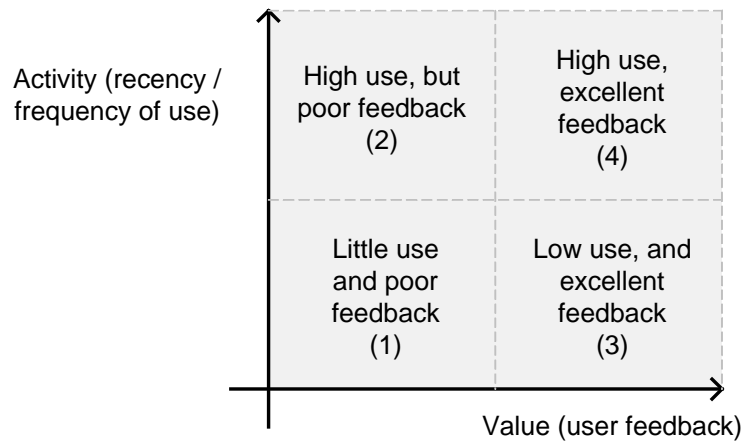 Activity (recency /
frequency of use)
High use, but
poor feedback
(2)
High use,
excellent
feedback
(4)
Little use
and poor
feedback
(1)
Low use, and
excellent
feedback
(3)
Value (user feedback)